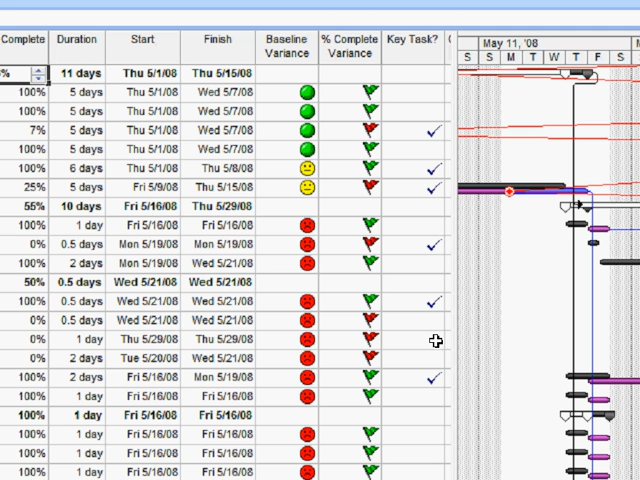 Complete Duration Start Finish Baseline Variance % Complete Variance Key Task? May 11, '08
S S M T W T F S
% 11 days Thu 5/1/08 Thu 5/15/08
100% 5 days Thu 5/1/08 Wed 5/7/08
100% 5 days Thu 5/1/08 Wed 5/7/08
7% 5 days Thu 5/1/08 Wed 5/7/08
100% 5 days Thu 5/1/08 Wed 5/7/08
100% 6 days Thu 5/1/08 Thu 5/8/08
25% 5 days Fri 5/9/08 Thu 5/15/08
55% 10 days Fri 5/16/08 Thu 5/29/08
100% 1 day Fri 5/16/08 Fri 5/16/08
0% 0.5 days Mon 5/19/08 Mon 5/19/08
100% 2 days Mon 5/19/08 Wed 5/21/08
50% 0.5 days Wed 5/21/08 Wed 5/21/08
100% 0.5 days Wed 5/21/08 Wed 5/21/08
0% 0.5 days Wed 5/21/08 Wed 5/21/08
0% 1 day Thu 5/29/08 Thu 5/29/08
0% 2 days Tue 5/20/08 Wed 5/21/08
100% 2 days Fri 5/16/08 Mon 5/19/08
100% 1 day Fri 5/16/08 Fri 5/16/08
100% 1 day Fri 5/16/08 Fri 5/16/08
100% 1 day Fri 5/16/08 Fri 5/16/08
100% 1 day Fri 5/16/08 Fri 5/16/08
100% 1 day Fri 5/16/08 Fri 5/16/08